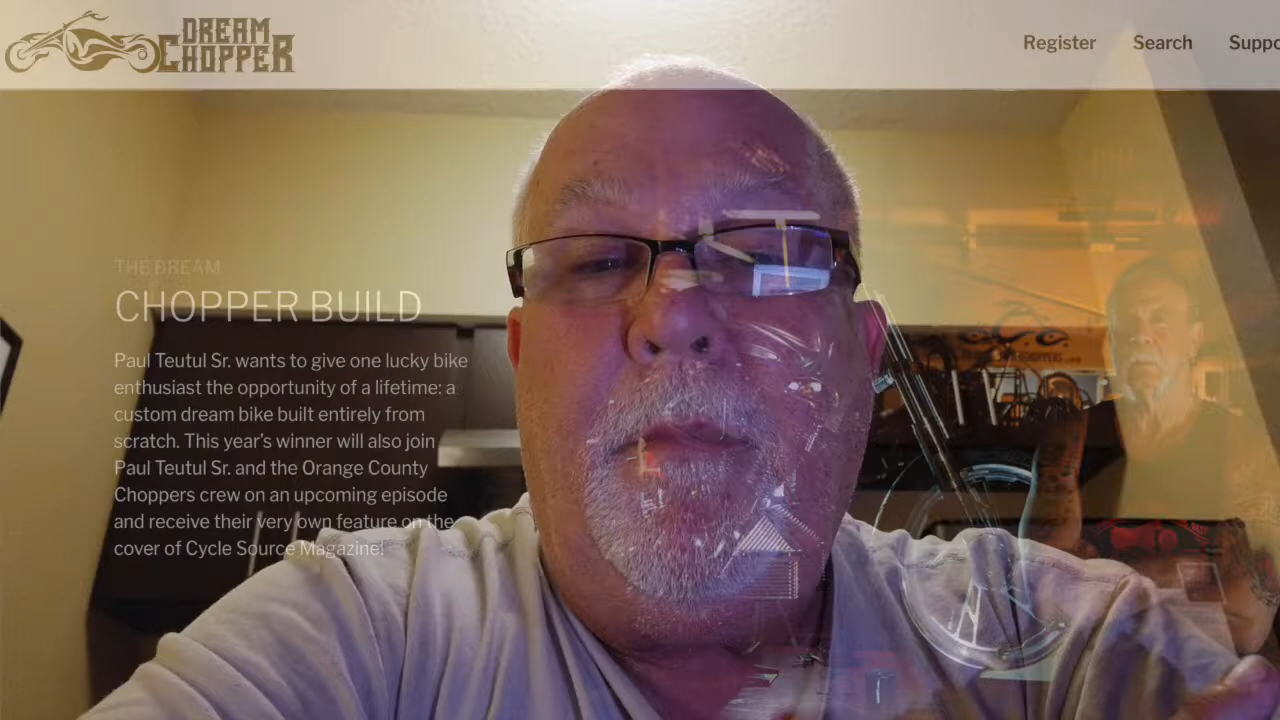 DREAM
CHOPPER
Register Search Suppo
THE DREAM
CHOPPER BUILD
Paul Teutul Sr. wants to give one lucky bike
enthusiast the opportunity of a lifetime: a
custom dream bike built entirely from
scratch. This year's winner will also join
Paul Teutul Sr. and the Orange County
Choppers crew on an upcoming episode
and receive their very own feature on the
cover of Cycle Source Magazine!